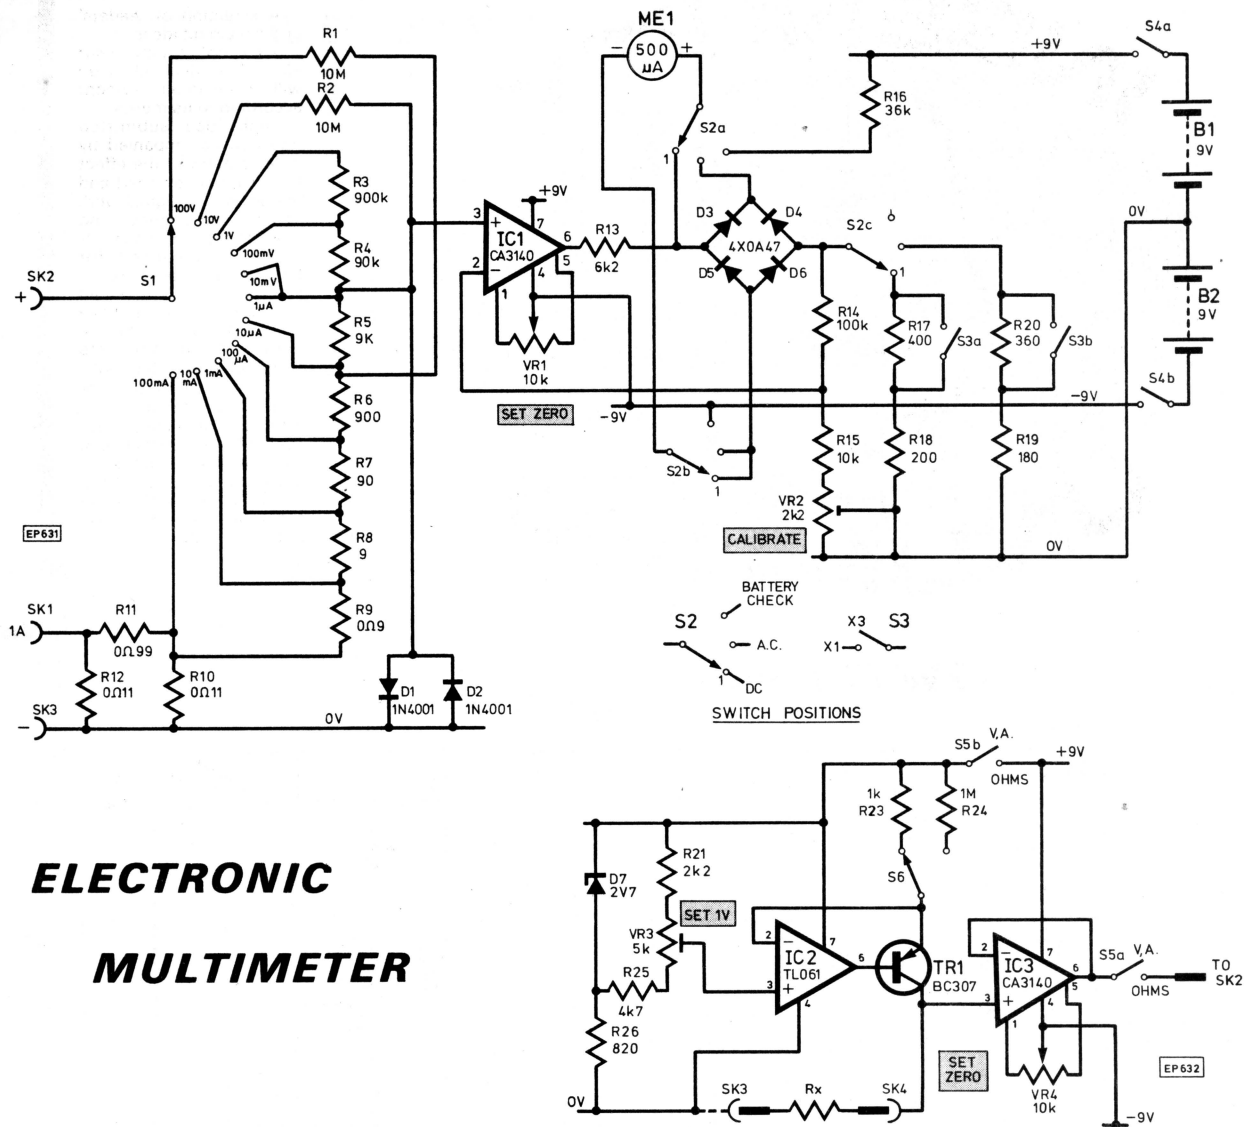 ME1
S4a
R1
10M
R2
10M
−
500
μA
+
+9V
R16
36k
S2a
1
B1
9V
R3
900k
100V
10V
1V
100mV
10mV
1μA
10μA
100
μA
1mA
10
mA
100mA
S1
SK2
+
R4
90k
R5
9K
R6
900
R7
90
R8
9
R9
0Ω9
+9V
3
+
7
IC1
CA3140
6
2
−
4
5
1
R13
6k2
VR1
10k
SET ZERO
D3
D4
4X0A47
D5
D6
S2c
1
0V
B2
9V
R14
100k
R17
400
S3a
R20
360
S3b
−9V
−9V
S4b
S2b
1
R15
10k
R18
200
R19
180
VR2
2k2
CALIBRATE
0V
EP631
SK1
1A
R11
0Ω99
R12
0Ω11
R10
0Ω11
SK3
−
0V
D1
1N4001
D2
1N4001
BATTERY
CHECK
S2
A.C.
1
DC
X3
S3
X1
SWITCH POSITIONS
S5b
V,A.
OHMS
+9V
1k
R23
1M
R24
S6
D7
2V7
R21
2k2
VR3
5k
SET 1V
R25
4k7
R26
820
2
−
7
IC2
TL061
6
3
+
4
TR1
BC307
2
−
7
IC3
CA3140
6
3
+
4
5
1
S5a
V,A.
OHMS
TO
SK2
SET
ZERO
VR4
10k
EP632
−9V
0V
SK3
Rx
SK4
ELECTRONIC
MULTIMETER